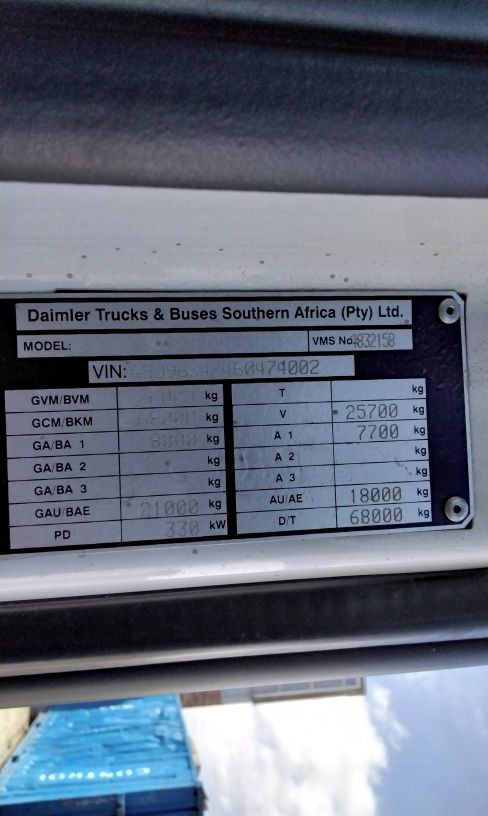 Daimler Trucks & Buses Southern Africa (Pty) Ltd.
MODEL: VMS No. 4832158
VIN:
GVM/BVM kg T kg
GCM/BKM kg V 25700 kg
GA/BA 1 8000 kg A 1 7700 kg
GA/BA 2 kg A 2 kg
GA/BA 3 kg A 3 kg
GAU/BAE 21000 kg AU/AE 18000 kg
PD 330 kW D/T 68000 kg